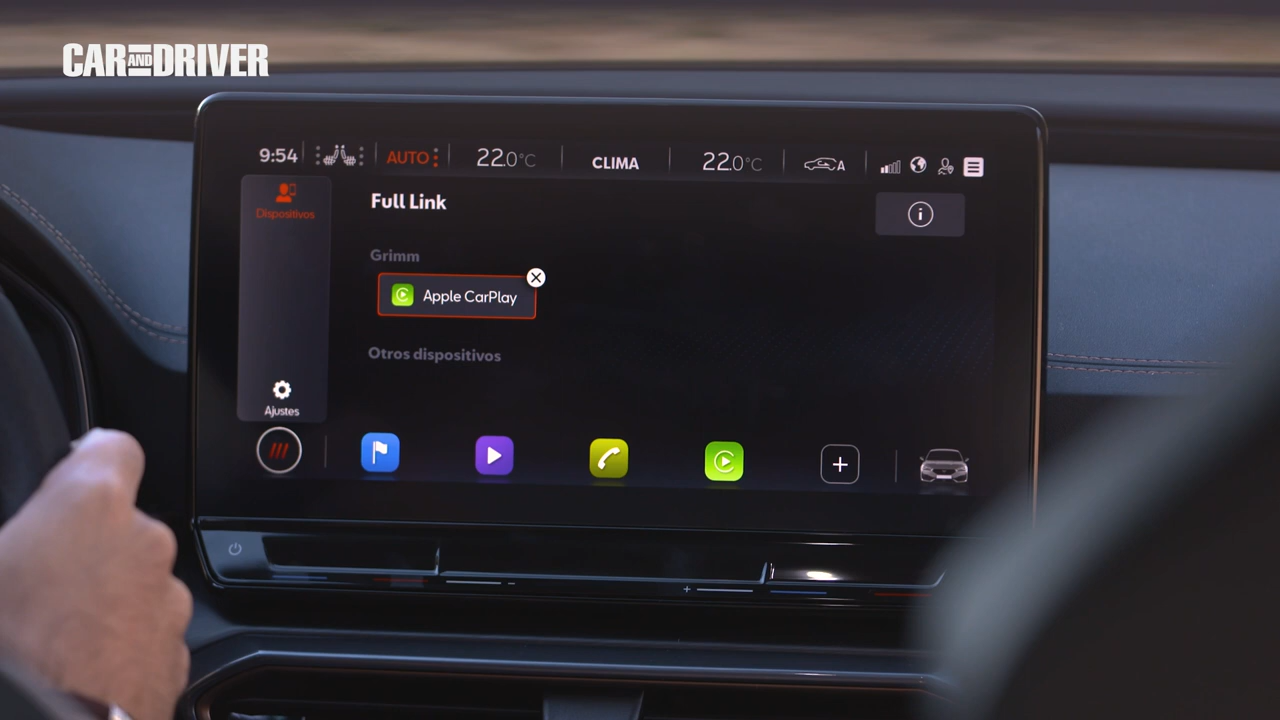 CAR AND DRIVER
9:54 AUTO 22.0°C CLIMA 22.0°C A
Dispositivos
Full Link
i
Grimm
Apple CarPlay
Otros dispositivos
Ajustes